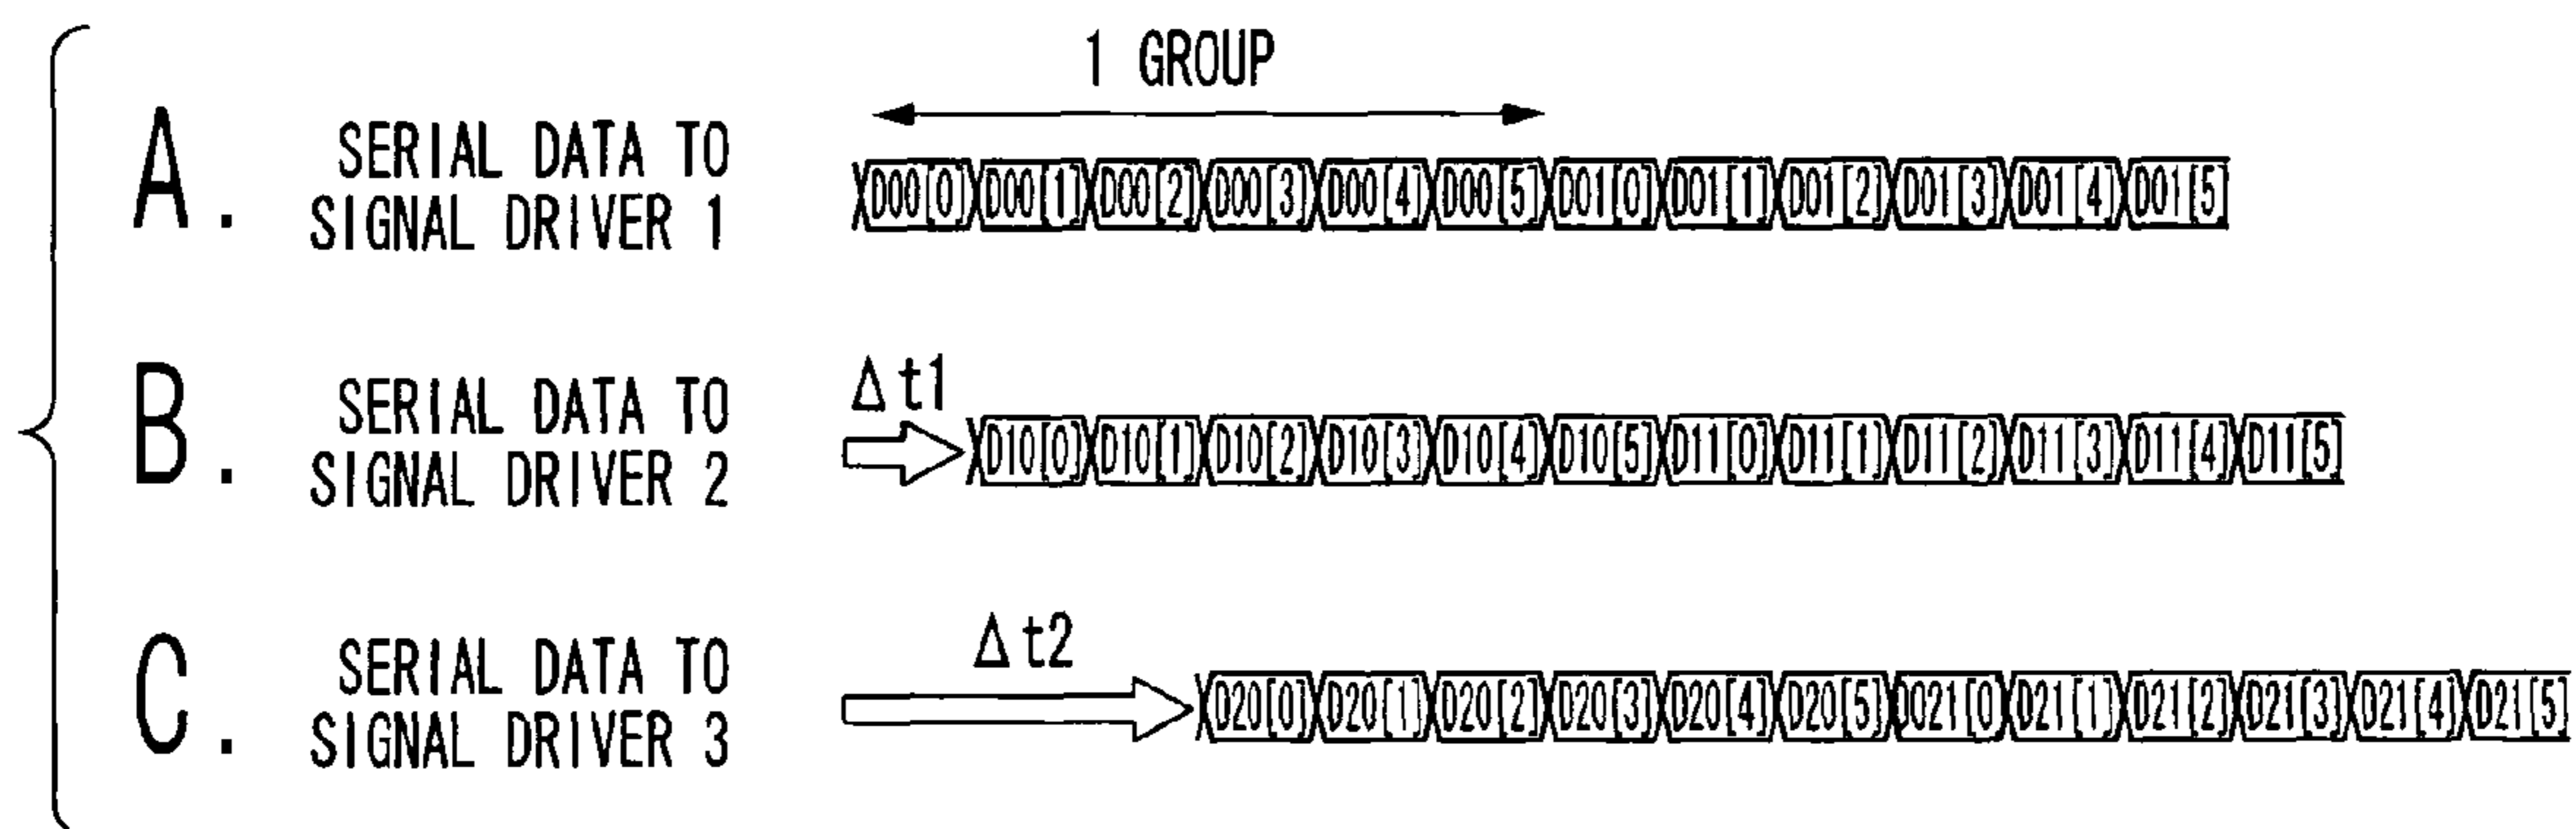 1 GROUP
A. SERIAL DATA TO
SIGNAL DRIVER 1
D00[0] D00[1] D00[2] D00[3] D00[4] D00[5] D01[0] D01[1] D01[2] D01[3] D01[4] D01[5]
Δt1
B. SERIAL DATA TO
SIGNAL DRIVER 2
D10[0] D10[1] D10[2] D10[3] D10[4] D10[5] D11[0] D11[1] D11[2] D11[3] D11[4] D11[5]
Δt2
C. SERIAL DATA TO
SIGNAL DRIVER 3
D20[0] D20[1] D20[2] D20[3] D20[4] D20[5] D021[0] D21[1] D21[2] D21[3] D21[4] D21[5]